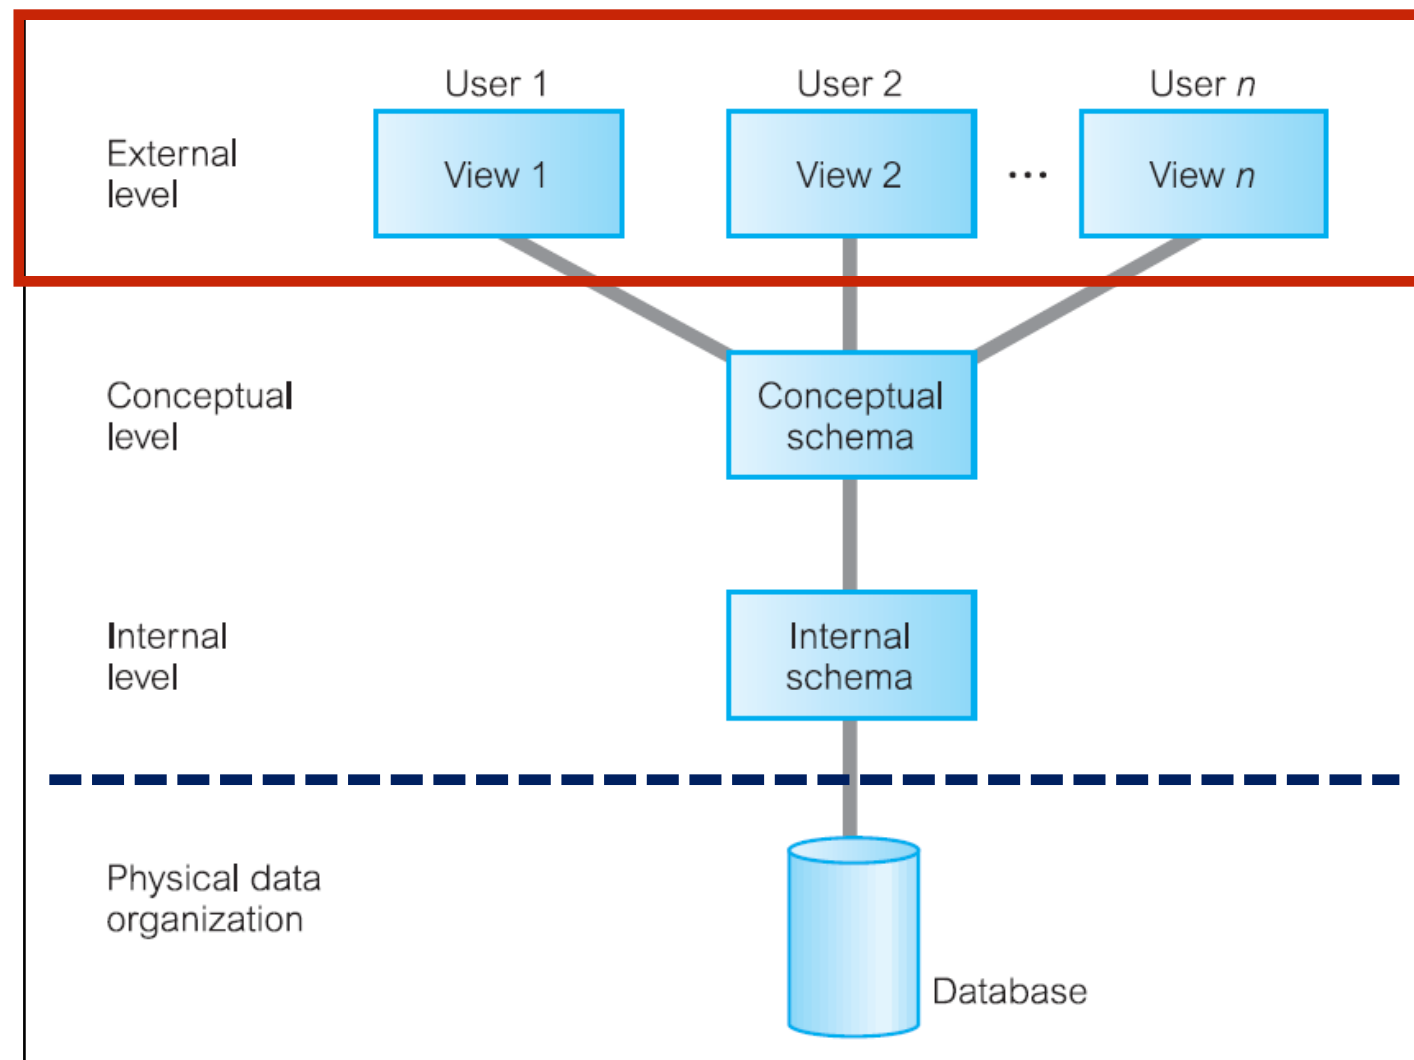 User 1
User 2
User n
External
level
View 1
View 2
...
View n
Conceptual
level
Conceptual
schema
Internal
level
Internal
schema
Physical data
organization
Database